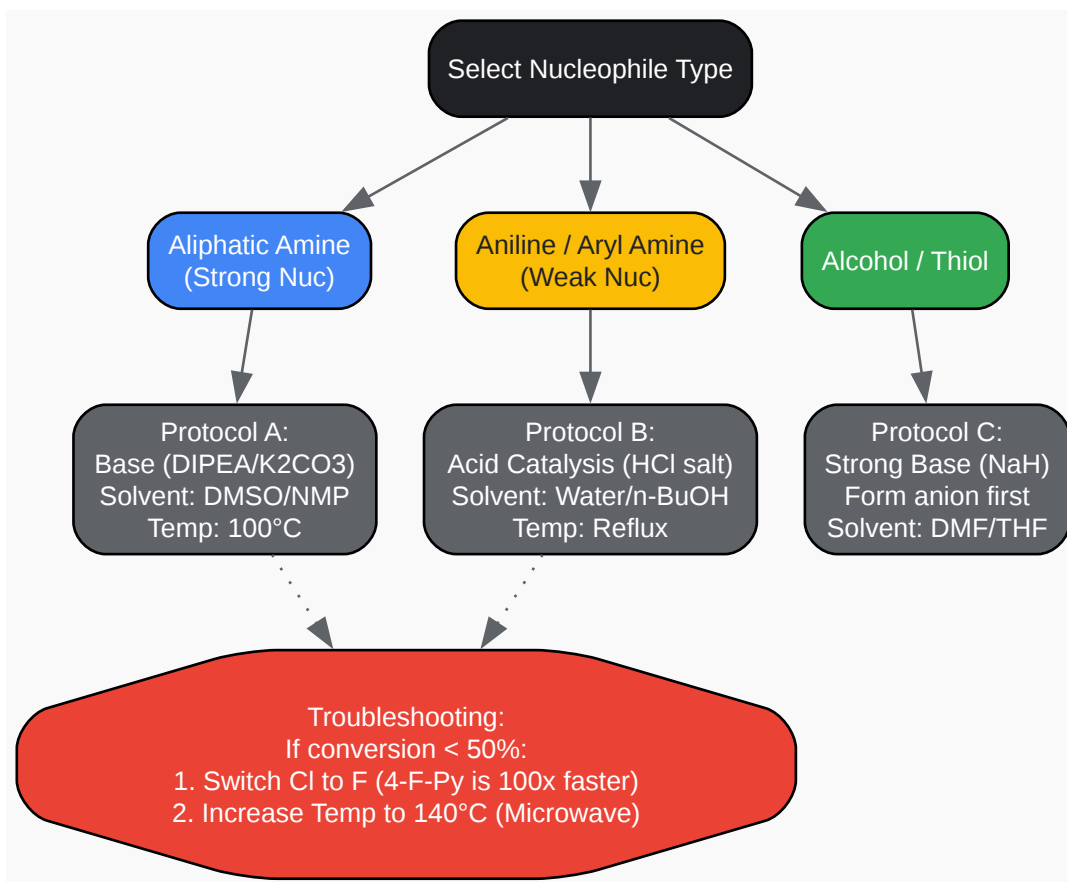 Select Nucleophile Type
Aliphatic Amine
(Strong Nuc)
Aniline / Aryl Amine
(Weak Nuc)
Alcohol / Thiol
Protocol A:
Base (DIPEA/K2CO3)
Solvent: DMSO/NMP
Temp: 100°C
Protocol B:
Acid Catalysis (HCl salt)
Solvent: Water/n-BuOH
Temp: Reflux
Protocol C:
Strong Base (NaH)
Form anion first
Solvent: DMF/THF
Troubleshooting:
If conversion < 50%:
1. Switch Cl to F (4-F-Py is 100x faster)
2. Increase Temp to 140°C (Microwave)